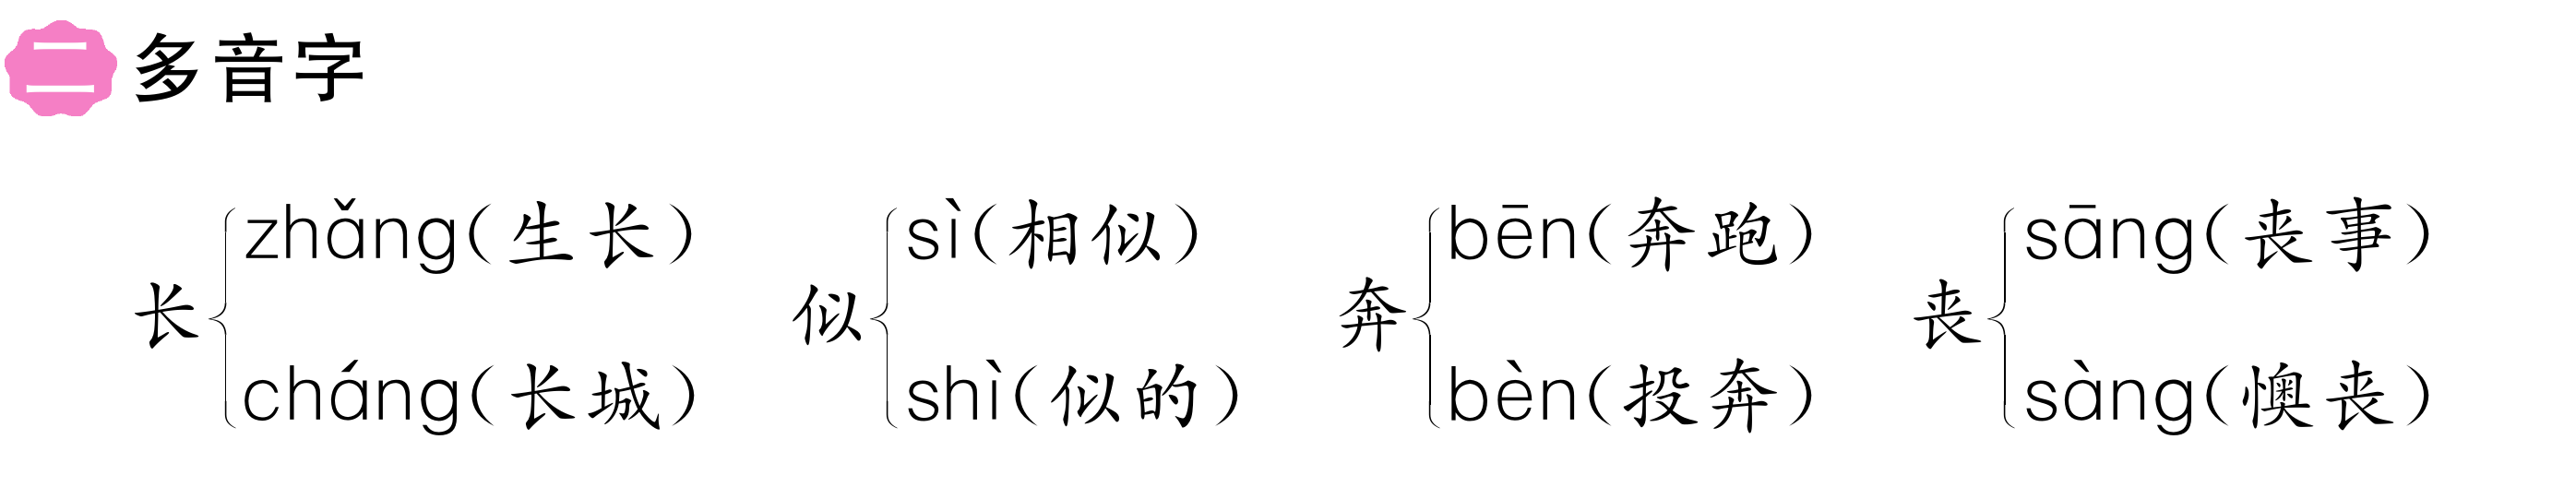 二 多音字
zhǎng(生长) sì(相似) bēn(奔跑) sāng(丧事)
长 似 奔 丧
cháng(长城) shì(似的) bèn(投奔) sàng(懊丧)